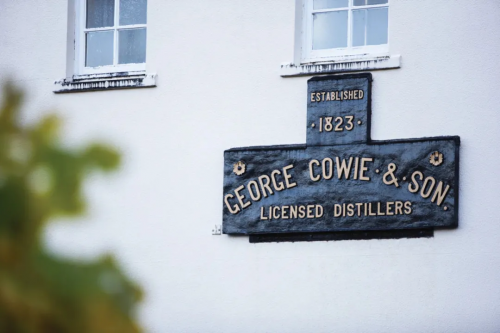 ESTABLISHED
· 1823 ·
GEORGE COWIE · & · SON.
LICENSED DISTILLERS